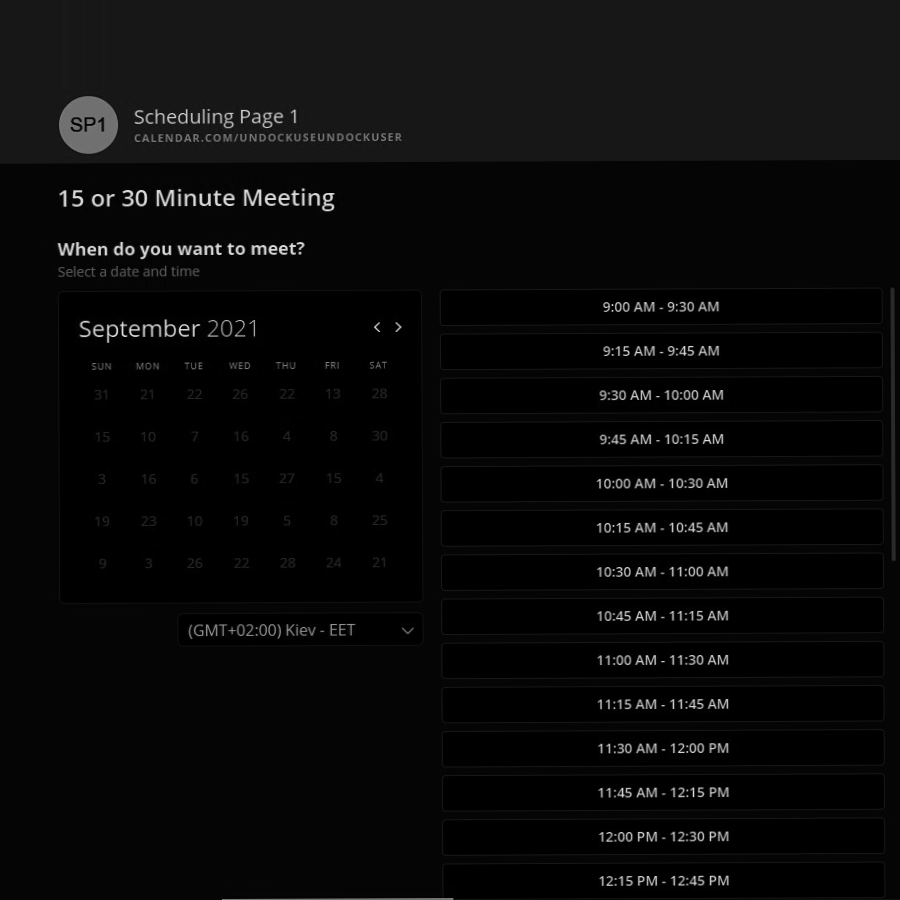 SP1
Scheduling Page 1
CALENDAR.COM/UNDOCKUSEUNDOCKUSER
15 or 30 Minute Meeting
When do you want to meet?
Select a date and time
September 2021
SUN MON TUE WED THU FRI SAT
31 21 22 26 22 13 28
15 10 7 16 4 8 30
3 16 6 15 27 15 4
19 23 10 19 5 8 25
9 3 26 22 28 24 21
(GMT+02:00) Kiev - EET
9:00 AM - 9:30 AM
9:15 AM - 9:45 AM
9:30 AM - 10:00 AM
9:45 AM - 10:15 AM
10:00 AM - 10:30 AM
10:15 AM - 10:45 AM
10:30 AM - 11:00 AM
10:45 AM - 11:15 AM
11:00 AM - 11:30 AM
11:15 AM - 11:45 AM
11:30 AM - 12:00 PM
11:45 AM - 12:15 PM
12:00 PM - 12:30 PM
12:15 PM - 12:45 PM